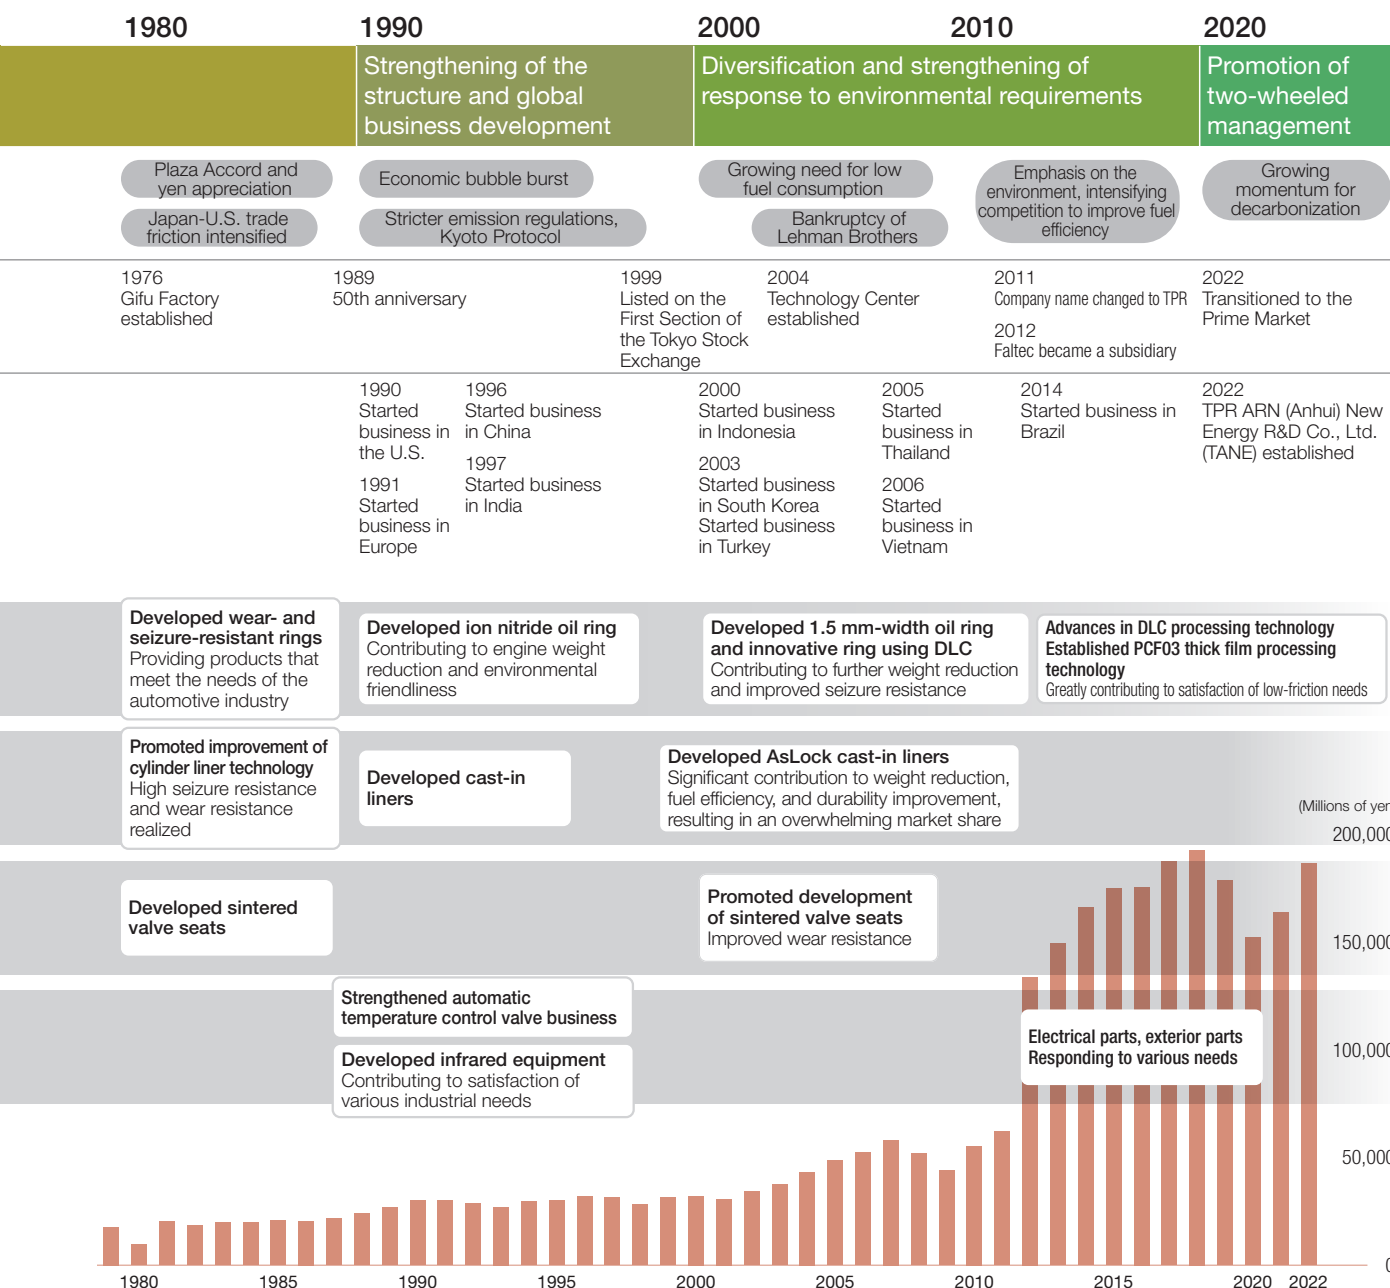 1980
1990
2000
2010
2020
Strengthening of the
structure and global
business development
Diversification and strengthening of
response to environmental requirements
Promotion of
two-wheeled
management
Plaza Accord and
yen appreciation
Japan-U.S. trade
friction intensified
Economic bubble burst
Stricter emission regulations,
Kyoto Protocol
Growing need for low
fuel consumption
Bankruptcy of
Lehman Brothers
Emphasis on the
environment, intensifying
competition to improve fuel
efficiency
Growing
momentum for
decarbonization
1976
Gifu Factory
established
1989
50th anniversary
1999
Listed on the
First Section of
the Tokyo Stock
Exchange
2004
Technology Center
established
2011
Company name changed to TPR
2012
Faltec became a subsidiary
2022
Transitioned to the
Prime Market
1990
Started
business in
the U.S.
1991
Started
business in
Europe
1996
Started business
in China
1997
Started business
in India
2000
Started business
in Indonesia
2003
Started business
in South Korea
Started business
in Turkey
2005
Started
business in
Thailand
2006
Started
business in
Vietnam
2014
Started business in
Brazil
2022
TPR ARN (Anhui) New
Energy R&D Co., Ltd.
(TANE) established
Developed wear- and
seizure-resistant rings
Providing products that
meet the needs of the
automotive industry
Developed ion nitride oil ring
Contributing to engine weight
reduction and environmental
friendliness
Developed 1.5 mm-width oil ring
and innovative ring using DLC
Contributing to further weight reduction
and improved seizure resistance
Advances in DLC processing technology
Established PCF03 thick film processing
technology
Greatly contributing to satisfaction of low-friction needs
Promoted improvement of
cylinder liner technology
High seizure resistance
and wear resistance
realized
Developed cast-in
liners
Developed AsLock cast-in liners
Significant contribution to weight reduction,
fuel efficiency, and durability improvement,
resulting in an overwhelming market share
Developed sintered
valve seats
Promoted development
of sintered valve seats
Improved wear resistance
Strengthened automatic
temperature control valve business
Developed infrared equipment
Contributing to satisfaction of
various industrial needs
Electrical parts, exterior parts
Responding to various needs
(Millions of yen
200,000
150,000
100,000
50,000
0
1980
1985
1990
1995
2000
2005
2010
2015
2020
2022